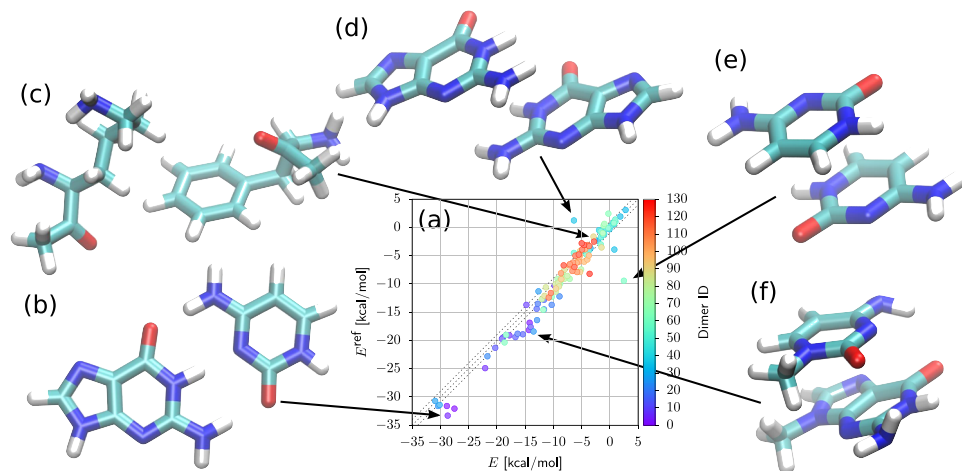 (d)
(e)
(c)
(a)
(b)
(f)
5
0
−5
−10
−15
−20
−25
−30
−35
E^ref [kcal/mol]
−35 −30 −25 −20 −15 −10 −5 0 5
E [kcal/mol]
130
120
110
100
90
80
70
60
50
40
30
20
10
0
Dimer ID